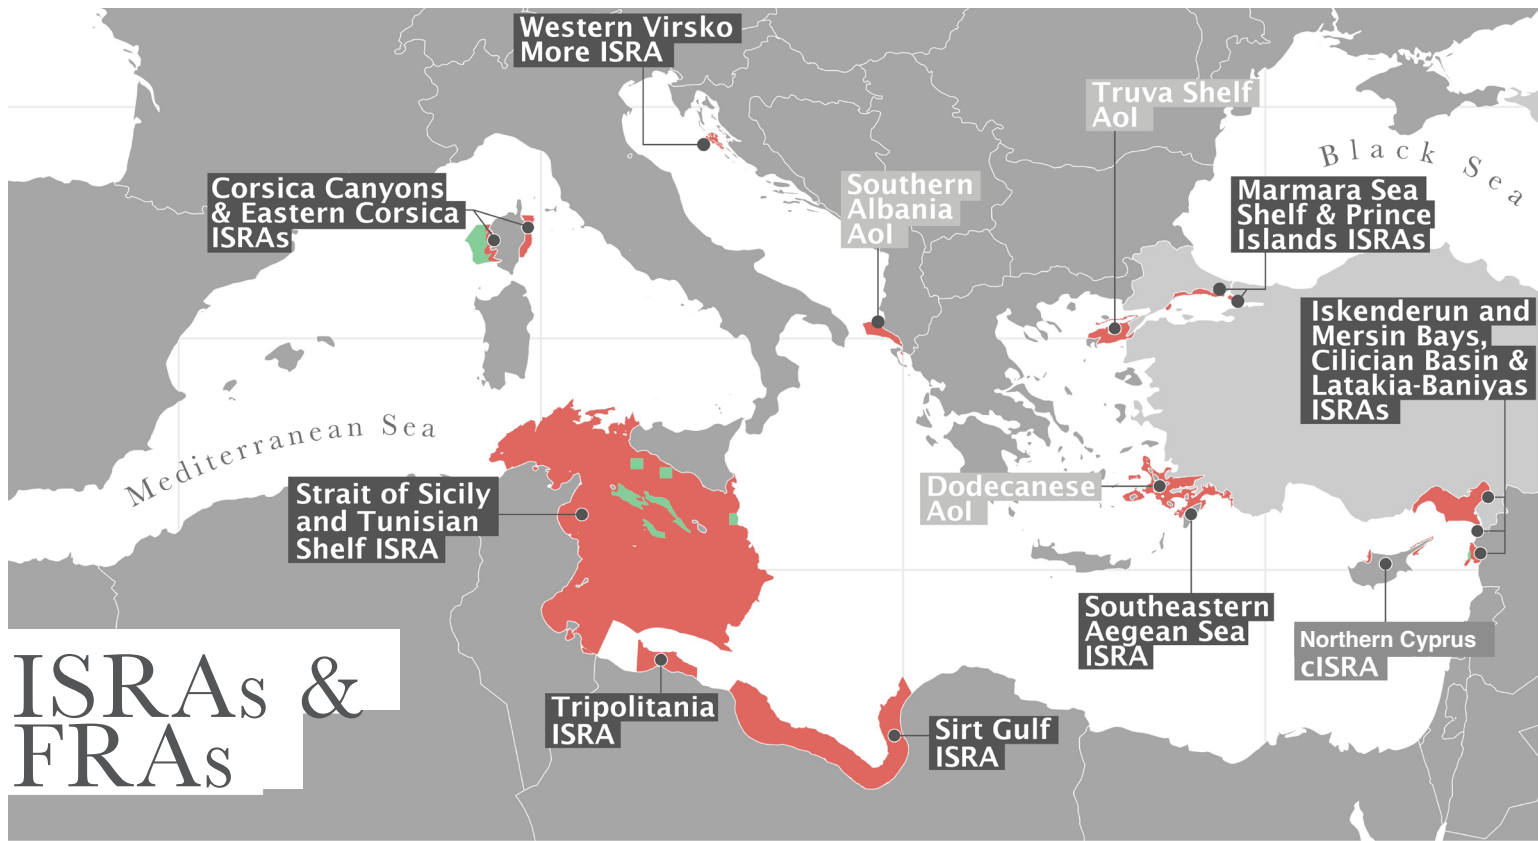 Western Virsko
More ISRA
Truva Shelf
AoI
Black Sea
Corsica Canyons
& Eastern Corsica
ISRAs
Southern
Albania
AoI
Marmara Sea
Shelf & Prince
Islands ISRAs
Iskenderun and
Mersin Bays,
Cilician Basin &
Latakia-Baniyas
ISRAs
Mediterranean Sea
Strait of Sicily
and Tunisian
Shelf ISRA
Dodecanese
AoI
Southeastern
Aegean Sea
ISRA
Northern Cyprus
cISRA
ISRAs &
FRAs
Tripolitania
ISRA
Sirt Gulf
ISRA